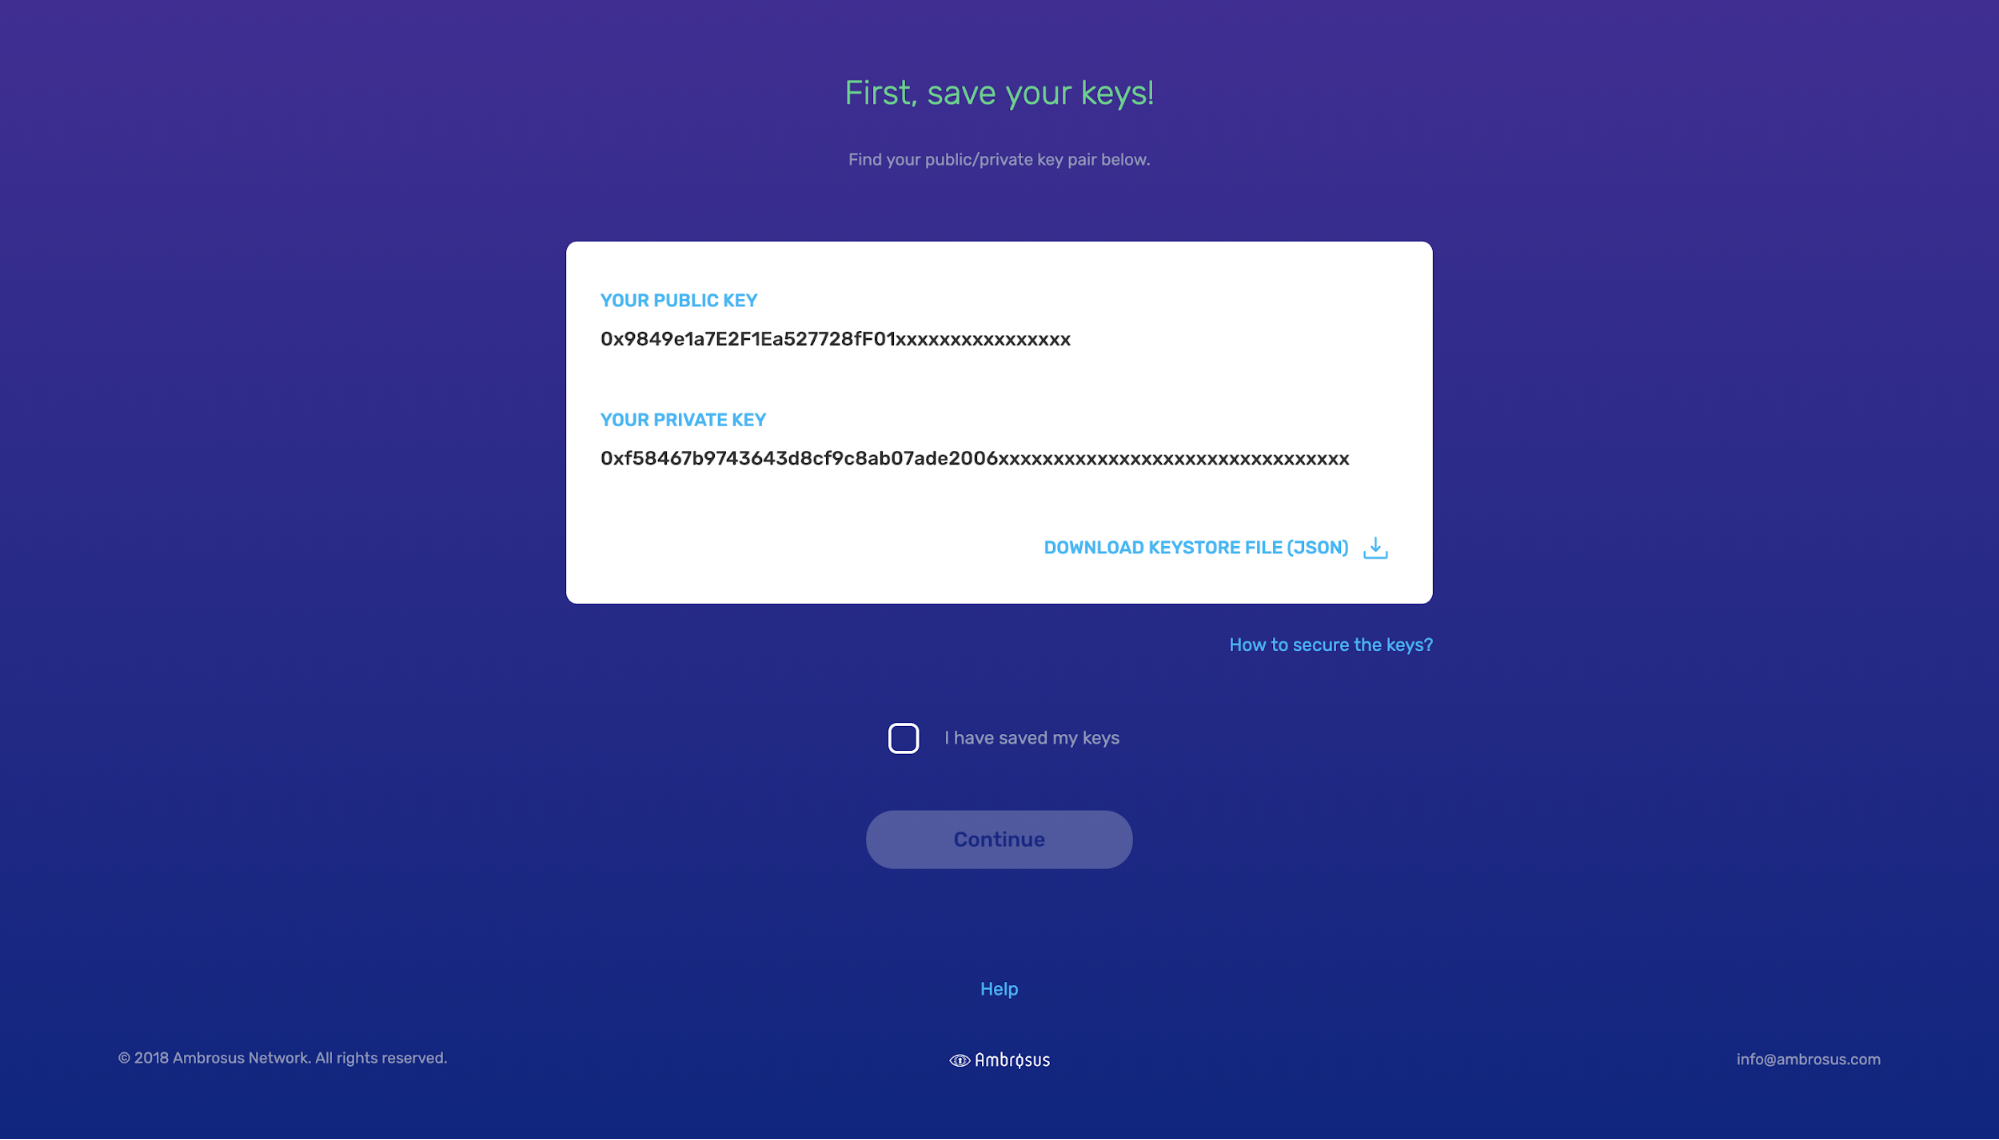 First, save your keys!
Find your public/private key pair below.
YOUR PUBLIC KEY
0x9849e1a7E2F1Ea527728fF01xxxxxxxxxxxxxxxx
YOUR PRIVATE KEY
0xf58467b9743643d8cf9c8ab07ade2006xxxxxxxxxxxxxxxxxxxxxxxxxxxxxxxx
DOWNLOAD KEYSTORE FILE (JSON)
How to secure the keys?
I have saved my keys
Continue
Help
© 2018 Ambrosus Network. All rights reserved.
Ambrosus
info@ambrosus.com